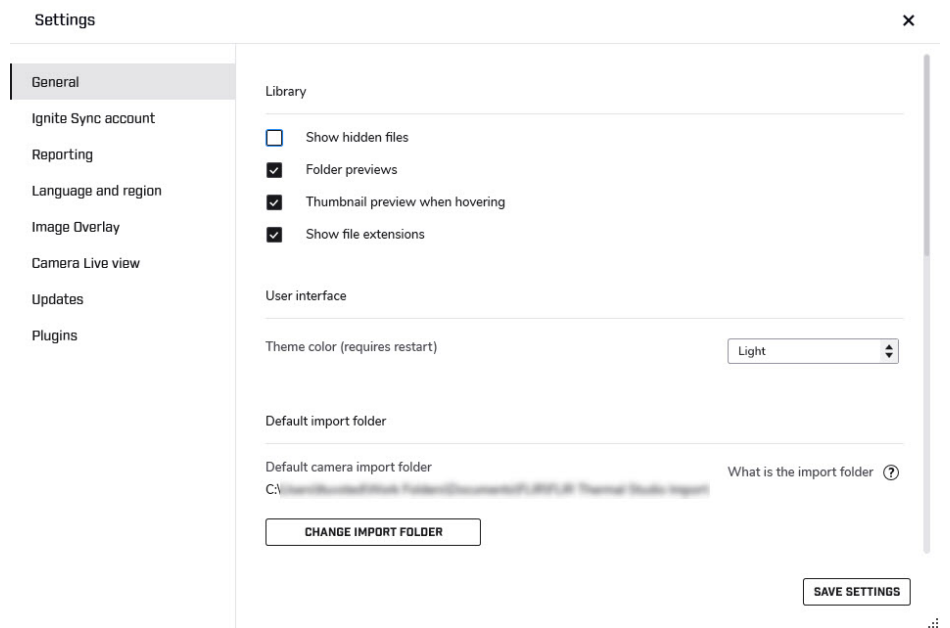 Settings
General
Ignite Sync account
Reporting
Language and region
Image Overlay
Camera Live view
Updates
Plugins
Library
Show hidden files
Folder previews
Thumbnail preview when hovering
Show file extensions
User interface
Theme color (requires restart)
Light
Default import folder
Default camera import folder
What is the import folder
C:\
CHANGE IMPORT FOLDER
SAVE SETTINGS